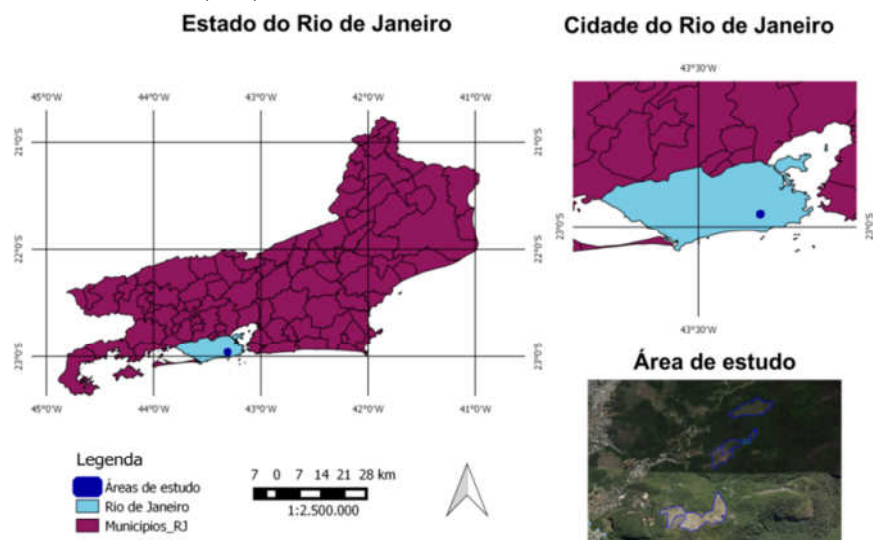 Estado do Rio de Janeiro
45°0'W 44°0'W 43°0'W 42°0'W 41°0'W
21°0'S 21°0'S
22°0'S 22°0'S
23°0'S 23°0'S
45°0'W 44°0'W 43°0'W 42°0'W 41°0'W
Cidade do Rio de Janeiro
43°30'W
23°0'S 23°0'S
43°30'W
Área de estudo
Legenda
Áreas de estudo
Rio de Janeiro
Municípios_RJ
7 0 7 14 21 28 km
1:2.500.000